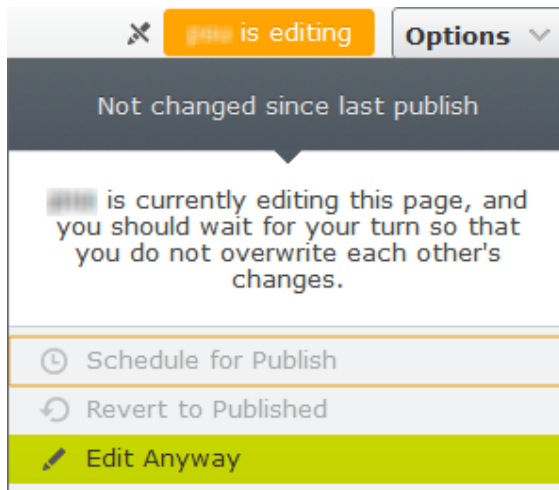 is editing
Options
Not changed since last publish
is currently editing this page, and
you should wait for your turn so that
you do not overwrite each other's
changes.
Schedule for Publish
Revert to Published
Edit Anyway